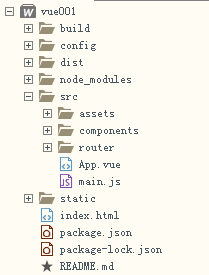 vue001
build
config
dist
node_modules
src
assets
components
router
App.vue
main.js
static
index.html
package.json
package-lock.json
README.md